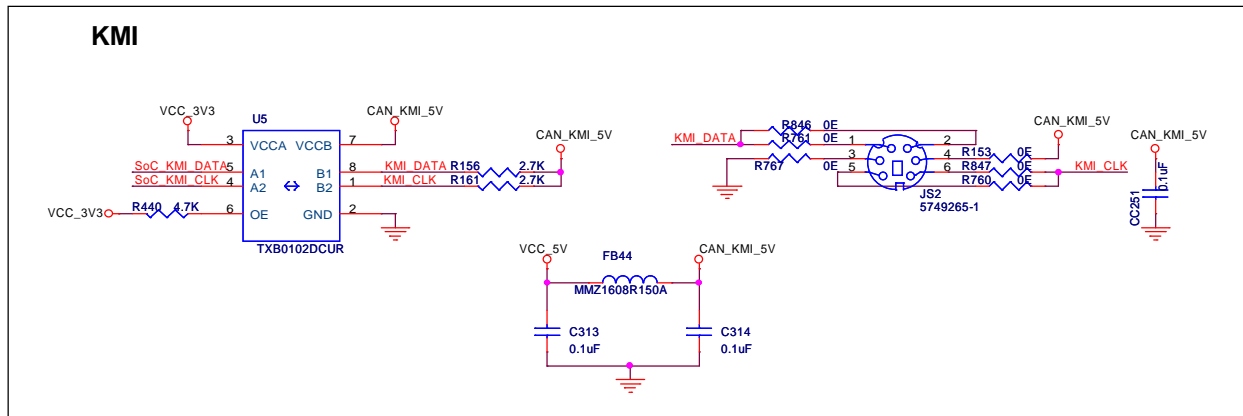 KMI
U5
VCC_3V3
CAN_KMI_5V
3 VCCA VCCB 7
SoC_KMI_DATA 5 A1 B1 8 KMI_DATA R156 2.7K
SoC_KMI_CLK 4 A2 B2 1 KMI_CLK R161 2.7K
CAN_KMI_5V
VCC_3V3 R440 4.7K 6 OE GND 2
TXB0102DCUR
R846 0E
KMI_DATA R761 0E 1 2
R767 0E 3 4 R153 0E
5 6 R847 0E KMI_CLK
R760 0E
CAN_KMI_5V
JS2
5749265-1
CAN_KMI_5V
CC251
0.1uF
VCC_5V
FB44
CAN_KMI_5V
MMZ1608R150A
C313
0.1uF
C314
0.1uF